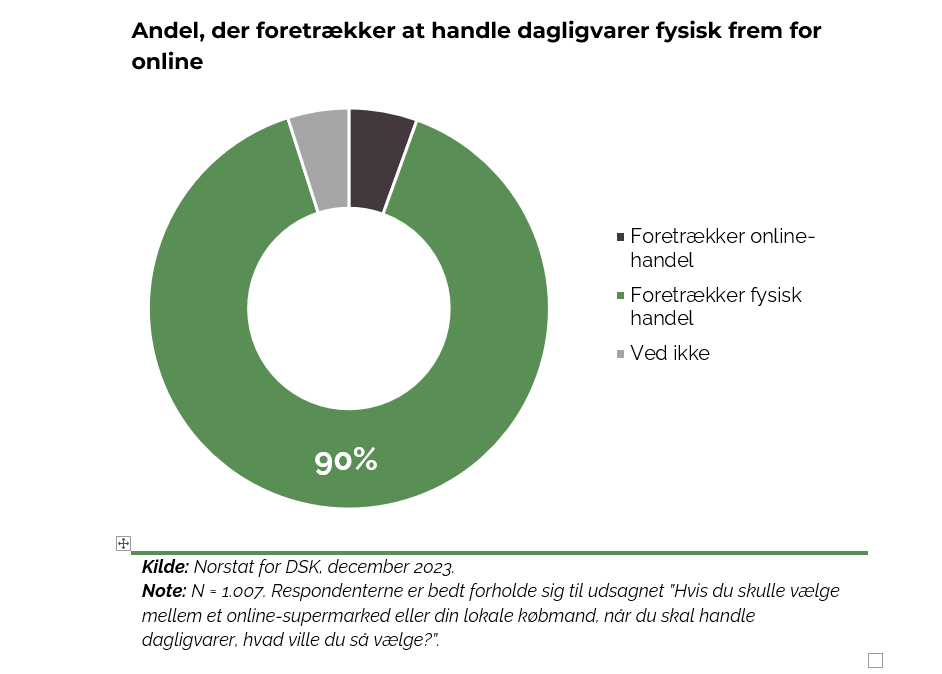 Andel, der foretrækker at handle dagligvarer fysisk frem for
online
Foretrækker online-
handel
Foretrækker fysisk
handel
Ved ikke
90%
Kilde: Norstat for DSK, december 2023.
Note: N = 1.007. Respondenterne er bedt forholde sig til udsagnet ”Hvis du skulle vælge
mellem et online-supermarked eller din lokale købmand, når du skal handle
dagligvarer, hvad ville du så vælge?”.